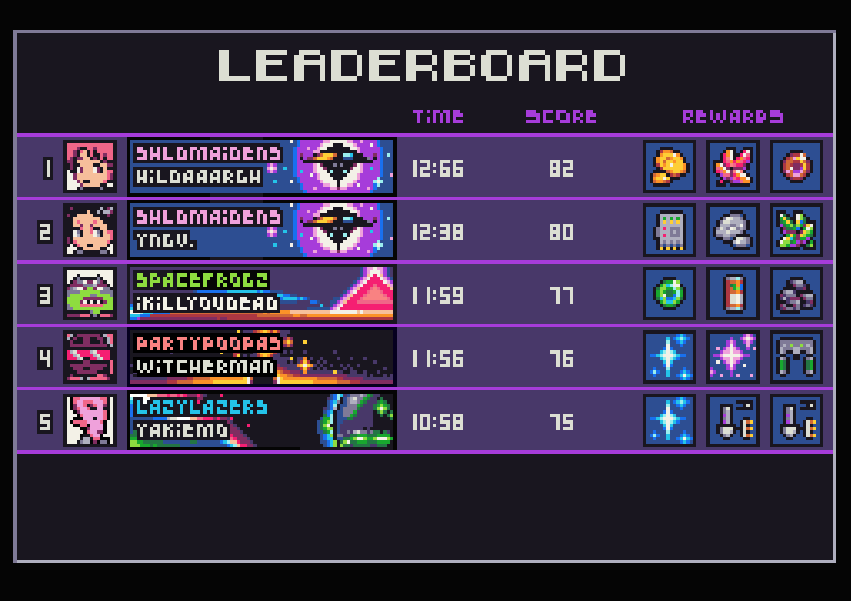 LEADERBOARD
TiME SCORE REWARDS
1 SHLDMAiDENS
HiLDAAARGH 12:66 82
2 SHLDMAiDENS
YNGV. 12:38 80
3 SPACEFROGZ
iKiLLYOUDEAD 11:59 77
4 PARTYPOOPAS
WiTCHERMAN 11:56 76
5 LAZYLAZERS
YAKiEMO 10:58 75